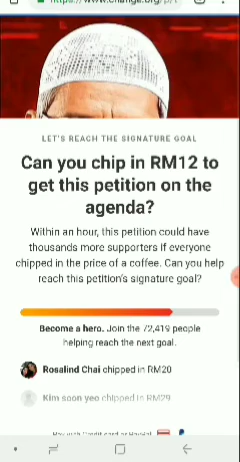 https://www.change.org/p/t
LET'S REACH THE SIGNATURE GOAL
Can you chip in RM12 to
get this petition on the
agenda?
Within an hour, this petition could have
thousands more supporters if everyone
chipped in the price of a coffee. Can you help
reach this petition's signature goal?
Become a hero. Join the 72,419 people
helping reach the next goal.
Rosalind Chai chipped in RM20
Kim soon yeo chipped in RM29